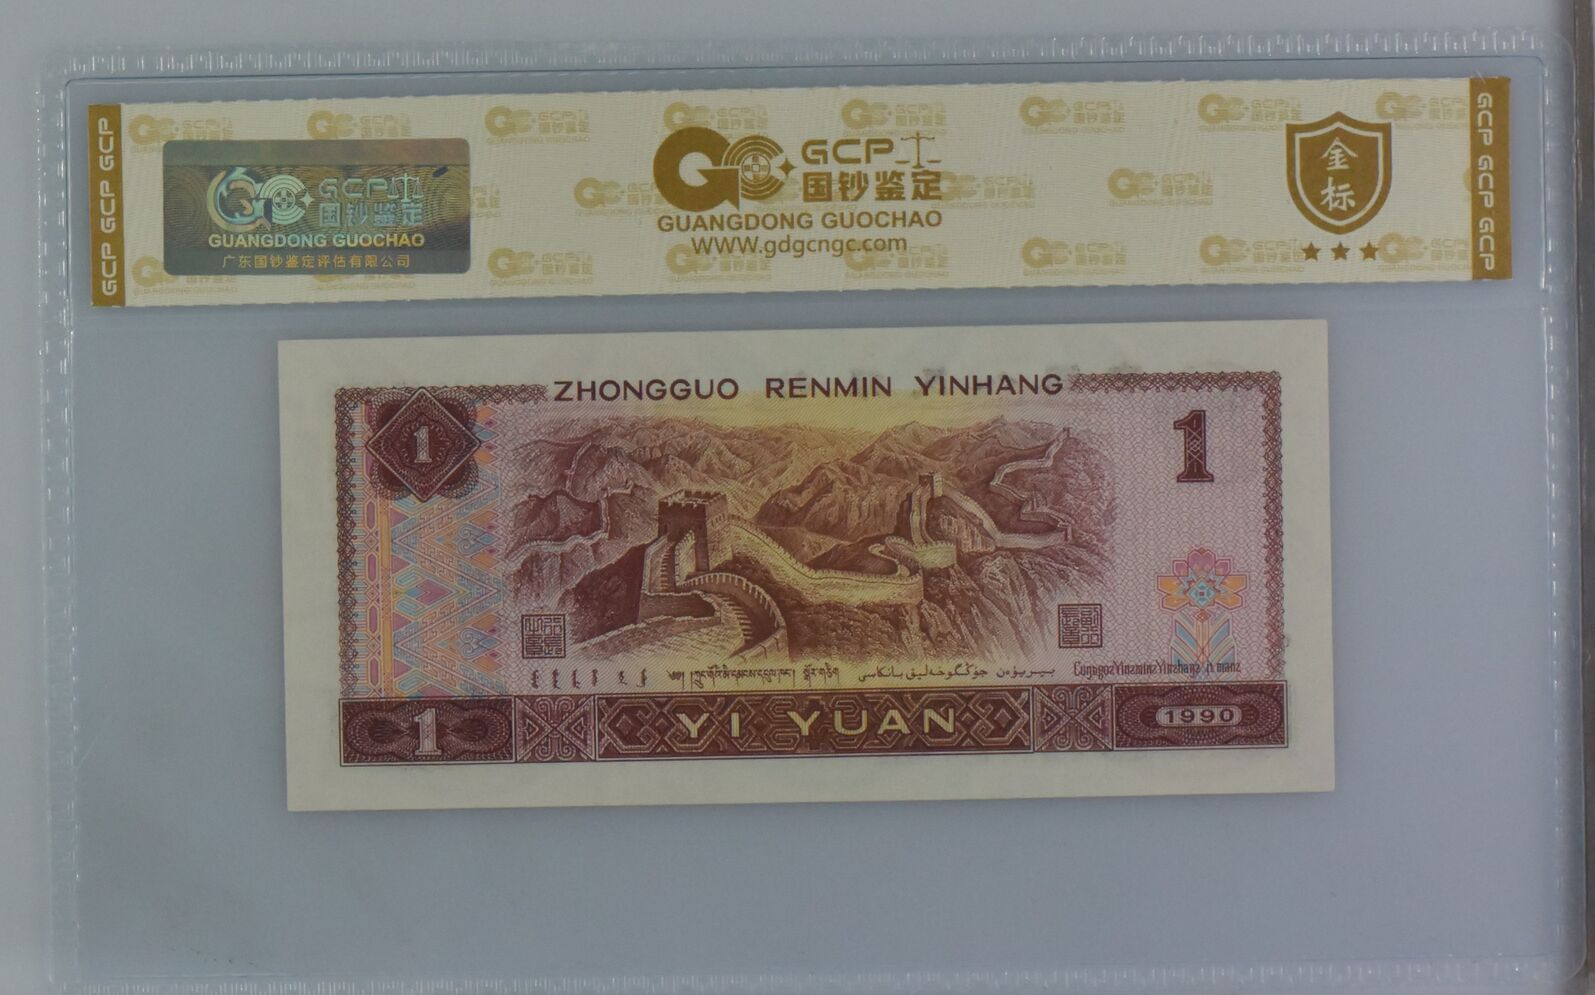 GCP GCP GCP
GCP
国钞鉴定
GUANGDONG GUOCHAO
广东国钞鉴定评估有限公司
GCP
国钞鉴定
GUANGDONG GUOCHAO
WWW.gdgcngc.com
金标
GCP GCP GCP
ZHONGGUO RENMIN YINHANG
1
1
1
YI YUAN
1990